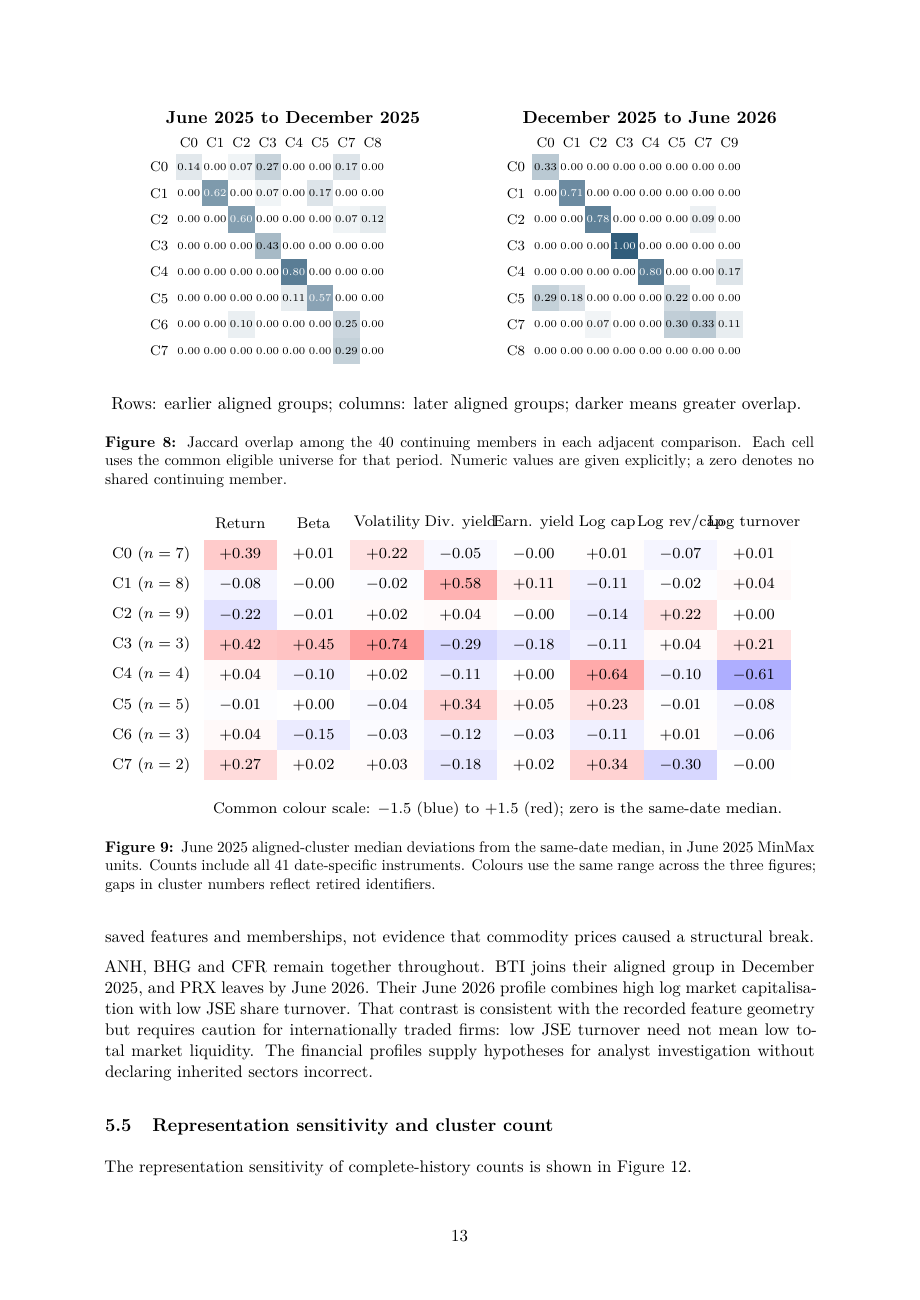 June 2025 to December 2025
C0 C1 C2 C3 C4 C5 C7 C8
C0 0.14 0.00 0.07 0.27 0.00 0.00 0.17 0.00
C1 0.00 0.62 0.00 0.07 0.00 0.17 0.00 0.00
C2 0.00 0.00 0.60 0.00 0.00 0.00 0.07 0.12
C3 0.00 0.00 0.00 0.43 0.00 0.00 0.00 0.00
C4 0.00 0.00 0.00 0.00 0.80 0.00 0.00 0.00
C5 0.00 0.00 0.00 0.00 0.11 0.57 0.00 0.00
C6 0.00 0.00 0.10 0.00 0.00 0.00 0.25 0.00
C7 0.00 0.00 0.00 0.00 0.00 0.00 0.29 0.00
December 2025 to June 2026
C0 C1 C2 C3 C4 C5 C7 C9
C0 0.33 0.00 0.00 0.00 0.00 0.00 0.00 0.00
C1 0.00 0.71 0.00 0.00 0.00 0.00 0.00 0.00
C2 0.00 0.00 0.78 0.00 0.00 0.00 0.09 0.00
C3 0.00 0.00 0.00 1.00 0.00 0.00 0.00 0.00
C4 0.00 0.00 0.00 0.00 0.80 0.00 0.00 0.17
C5 0.29 0.18 0.00 0.00 0.00 0.22 0.00 0.00
C7 0.00 0.00 0.07 0.00 0.00 0.30 0.33 0.11
C8 0.00 0.00 0.00 0.00 0.00 0.00 0.00 0.00
Rows: earlier aligned groups; columns: later aligned groups; darker means greater overlap.
Figure 8: Jaccard overlap among the 40 continuing members in each adjacent comparison. Each cell
uses the common eligible universe for that period. Numeric values are given explicitly; a zero denotes no
shared continuing member.
Return Beta Volatility Div. yield Earn. yield Log cap Log rev/cap Log turnover
C0 (n = 7) +0.39 +0.01 +0.22 −0.05 −0.00 +0.01 −0.07 +0.01
C1 (n = 8) −0.08 −0.00 −0.02 +0.58 +0.11 −0.11 −0.02 +0.04
C2 (n = 9) −0.22 −0.01 +0.02 +0.04 −0.00 −0.14 +0.22 +0.00
C3 (n = 3) +0.42 +0.45 +0.74 −0.29 −0.18 −0.11 +0.04 +0.21
C4 (n = 4) +0.04 −0.10 +0.02 −0.11 +0.00 +0.64 −0.10 −0.61
C5 (n = 5) −0.01 +0.00 −0.04 +0.34 +0.05 +0.23 −0.01 −0.08
C6 (n = 3) +0.04 −0.15 −0.03 −0.12 −0.03 −0.11 +0.01 −0.06
C7 (n = 2) +0.27 +0.02 +0.03 −0.18 +0.02 +0.34 −0.30 −0.00
Common colour scale: −1.5 (blue) to +1.5 (red); zero is the same-date median.
Figure 9: June 2025 aligned-cluster median deviations from the same-date median, in June 2025 MinMax
units. Counts include all 41 date-specific instruments. Colours use the same range across the three figures;
gaps in cluster numbers reflect retired identifiers.
saved features and memberships, not evidence that commodity prices caused a structural break.
ANH, BHG and CFR remain together throughout. BTI joins their aligned group in December
2025, and PRX leaves by June 2026. Their June 2026 profile combines high log market capitalisa-
tion with low JSE share turnover. That contrast is consistent with the recorded feature geometry
but requires caution for internationally traded firms: low JSE turnover need not mean low to-
tal market liquidity. The financial profiles supply hypotheses for analyst investigation without
declaring inherited sectors incorrect.
5.5 Representation sensitivity and cluster count
The representation sensitivity of complete-history counts is shown in Figure 12.
13